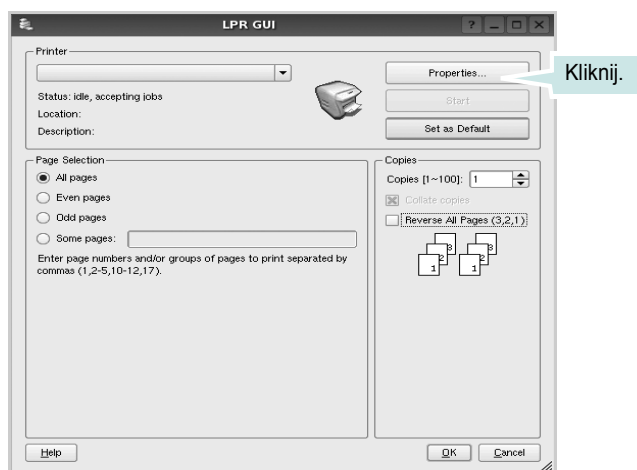 LPR GUI
Printer
Properties...
Kliknij.
Status: idle, accepting jobs
Start
Location:
Description:
Set as Default
Page Selection
All pages
Even pages
Odd pages
Some pages:
Enter page numbers and/or groups of pages to print separated by
commas (1,2-5,10-12,17).
Copies
Copies [1~100]: 1
Collate copies
Reverse All Pages (3,2,1)
3 3
2 2
1 1
Help
OK
Cancel